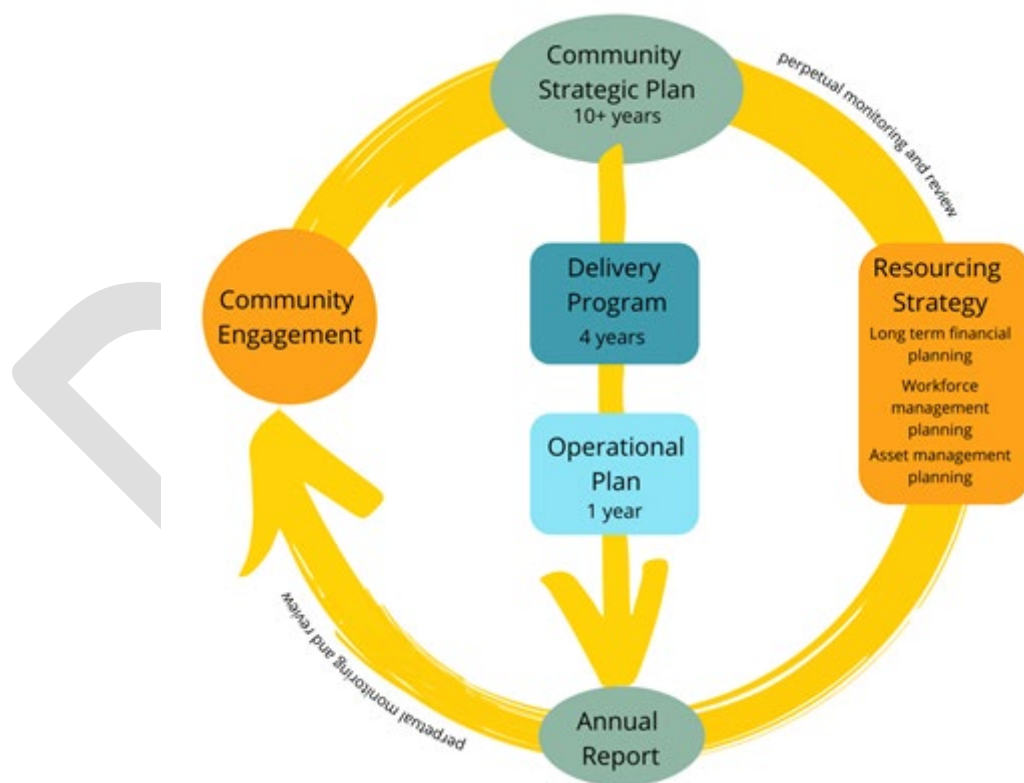 Community
Strategic Plan
10+ years
perpetual monitoring and review
Community
Engagement
Delivery
Program
4 years
Resourcing
Strategy
Long term financial
planning
Workforce
management
planning
Asset management
planning
Operational
Plan
1 year
perpetual monitoring and review
Annual
Report